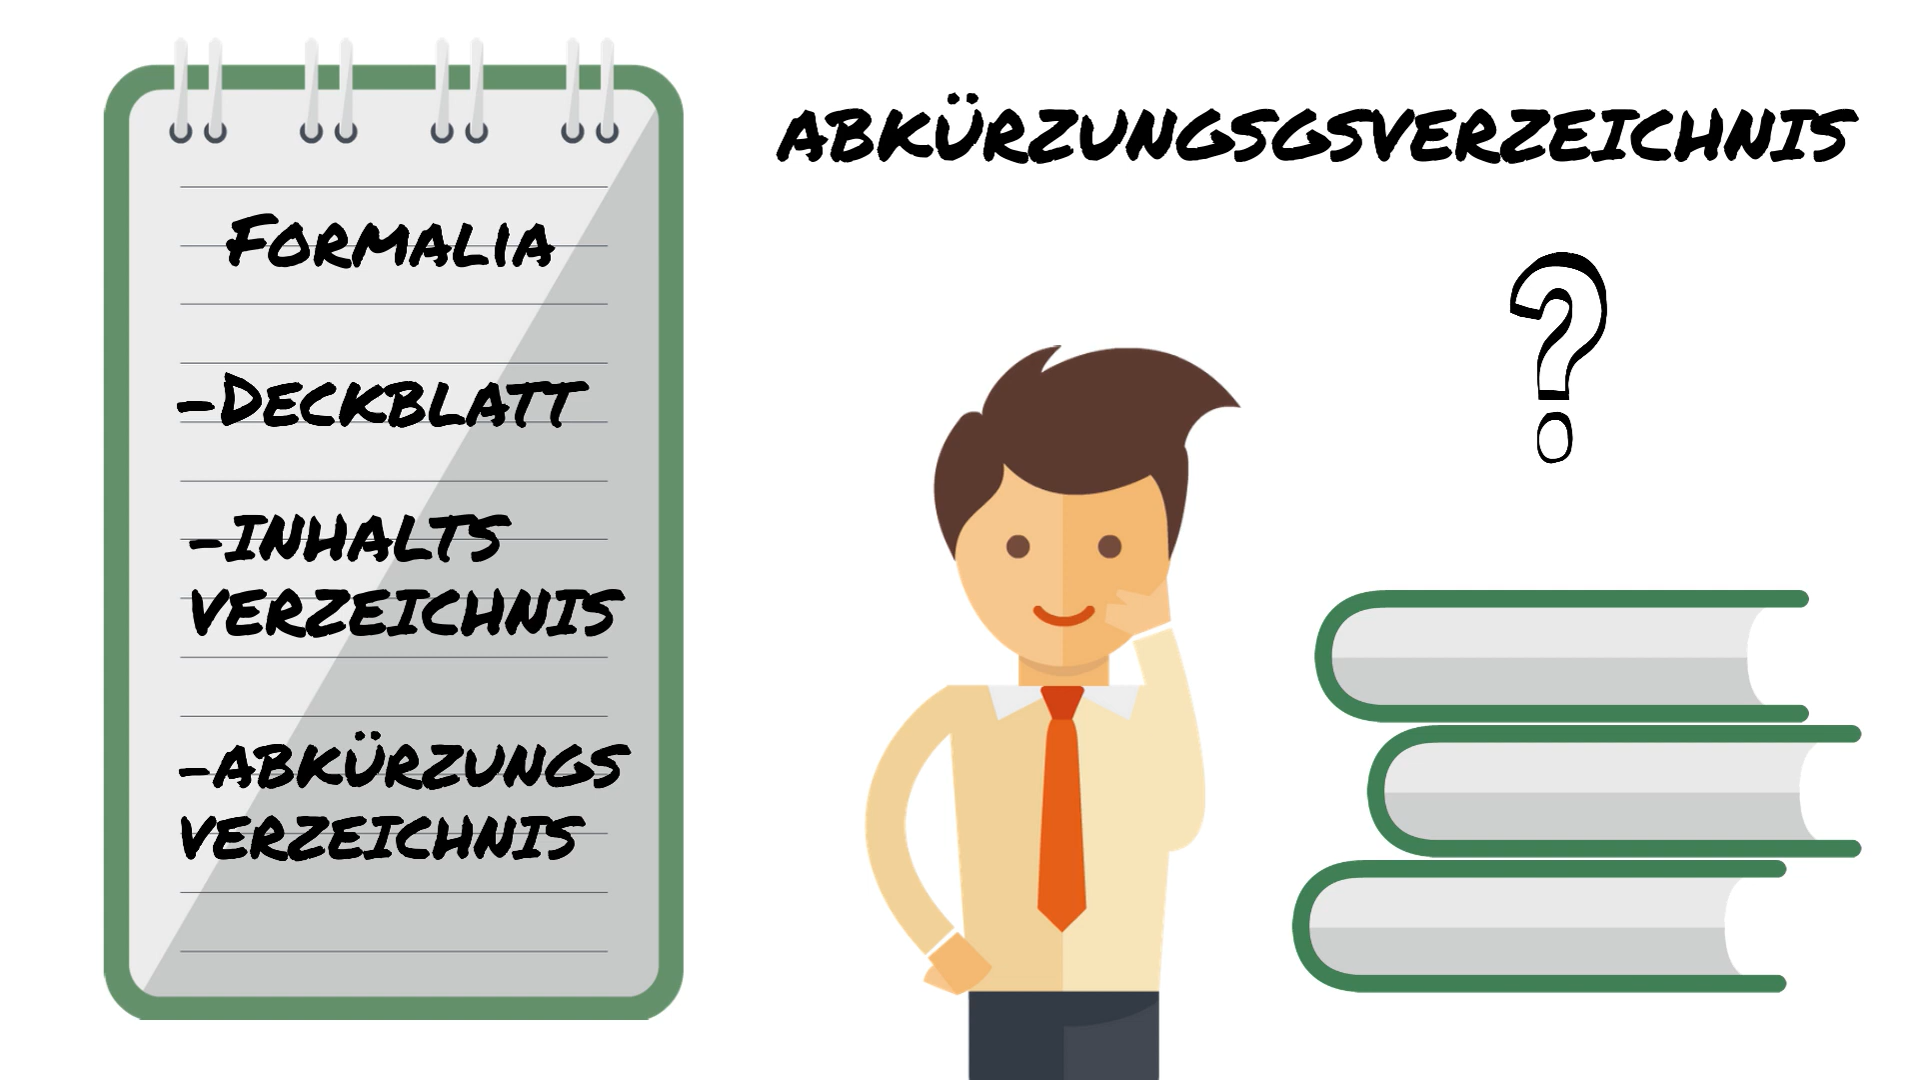 Formalia
-Deckblatt
-INHALTS
VERZEICHNIS
-ABKÜRZUNGS
VERZEICHNIS
ABKÜRZUNGSGSVERZEICHNIS
?